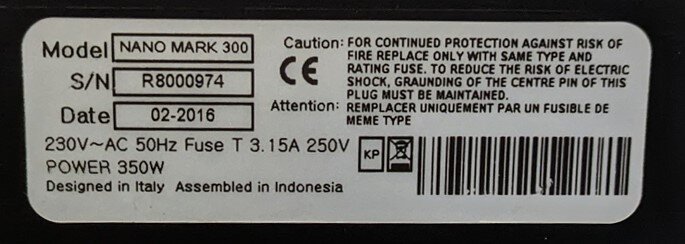 Model NANO MARK 300
S/N R8000974
Date 02-2016
230V~AC 50Hz Fuse T 3.15A 250V
POWER 350W
Designed in Italy Assembled in Indonesia
Caution: FOR CONTINUED PROTECTION AGAINST RISK OF
FIRE REPLACE ONLY WITH SAME TYPE AND
RATING FUSE. TO REDUCE THE RISK OF ELECTRIC
SHOCK, GRAUNDING OF THE CENTRE PIN OF THIS
PLUG MUST BE MAINTAINED.
Attention: REMPLACER UNIQUEMENT PAR UN FUSIBLE DE
MEME TYPE
CE
KP